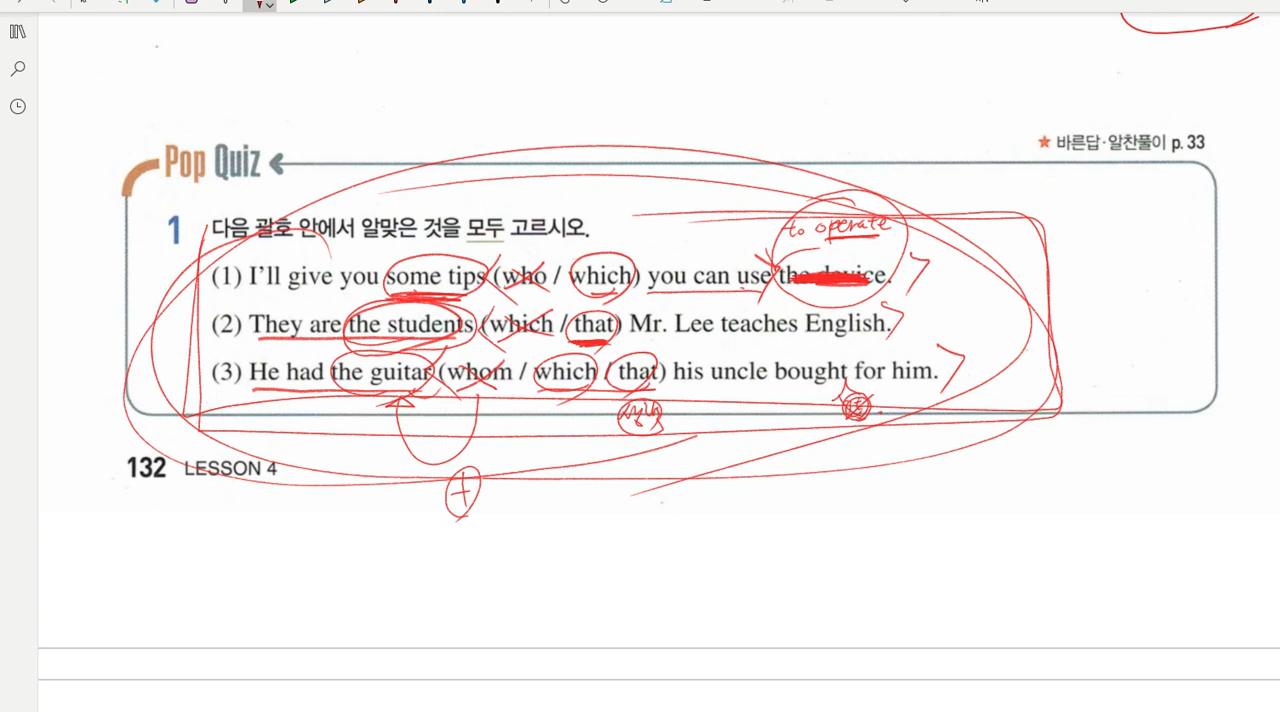 ★ 바른답·알찬풀이 p.33
Pop Quiz
1 다음 괄호 안에서 알맞은 것을 모두 고르시오.
to operate
(1) I'll give you some tips (who / which) you can use the device.
(2) They are the students (which / that) Mr. Lee teaches English.
(3) He had the guitar (whom / which / that) his uncle bought for him.
132 LESSON 4